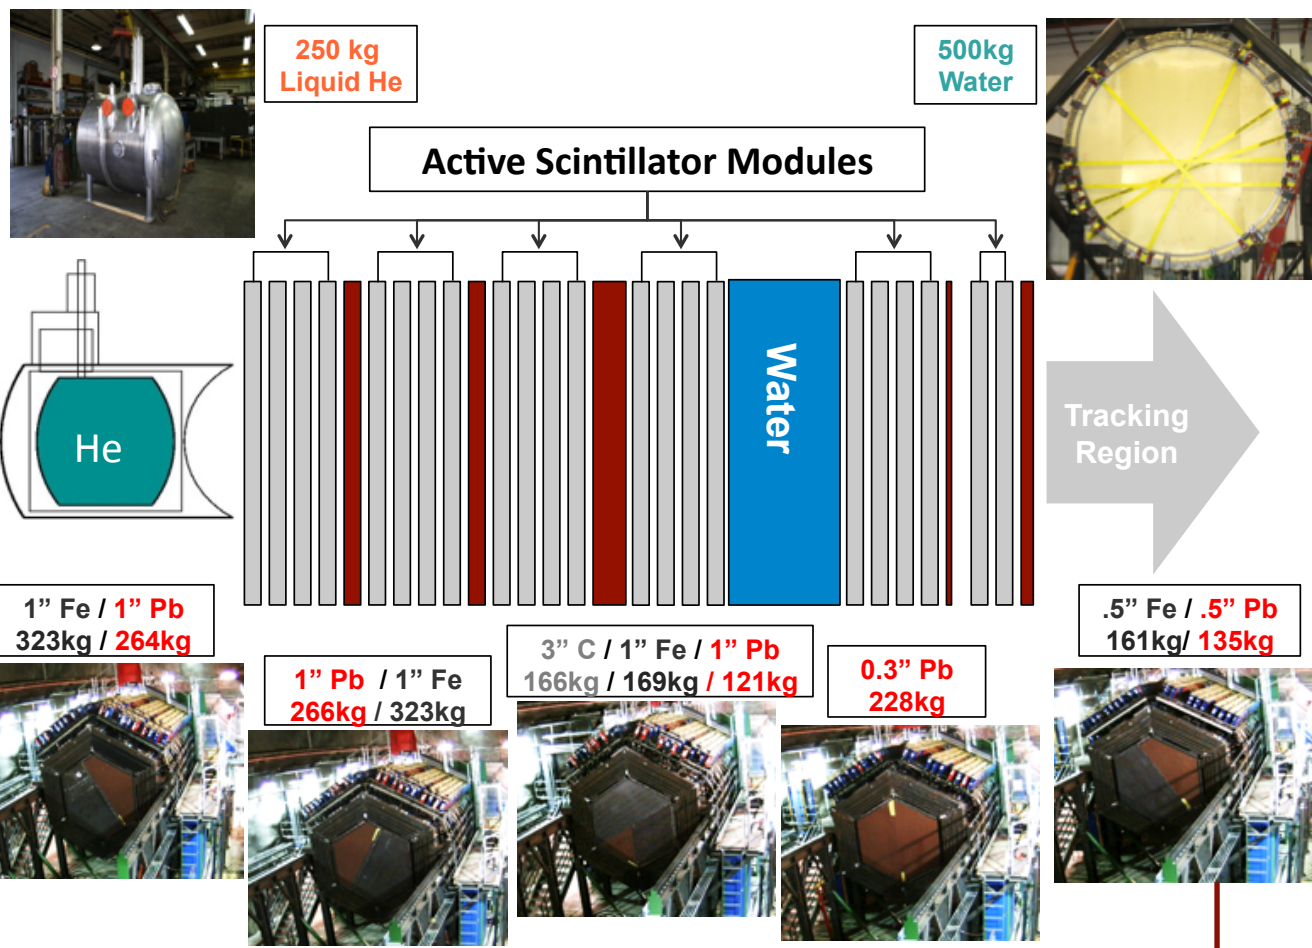 250 kg
Liquid He
500kg
Water
Active Scintillator Modules
He
Water
Tracking
Region
1” Fe / 1” Pb
323kg / 264kg
1” Pb / 1” Fe
266kg / 323kg
3” C / 1” Fe / 1” Pb
166kg / 169kg / 121kg
0.3” Pb
228kg
.5” Fe / .5” Pb
161kg/ 135kg